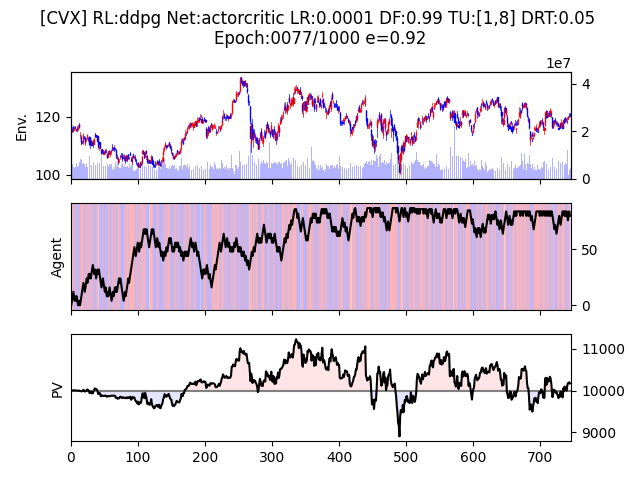 [CVX] RL:ddpg Net:actorcritic LR:0.0001 DF:0.99 TU:[1,8] DRT:0.05
Epoch:0077/1000 e=0.92
1e7
Env.
120
100
4
2
0
Agent
50
0
PV
11000
10000
9000
0 100 200 300 400 500 600 700